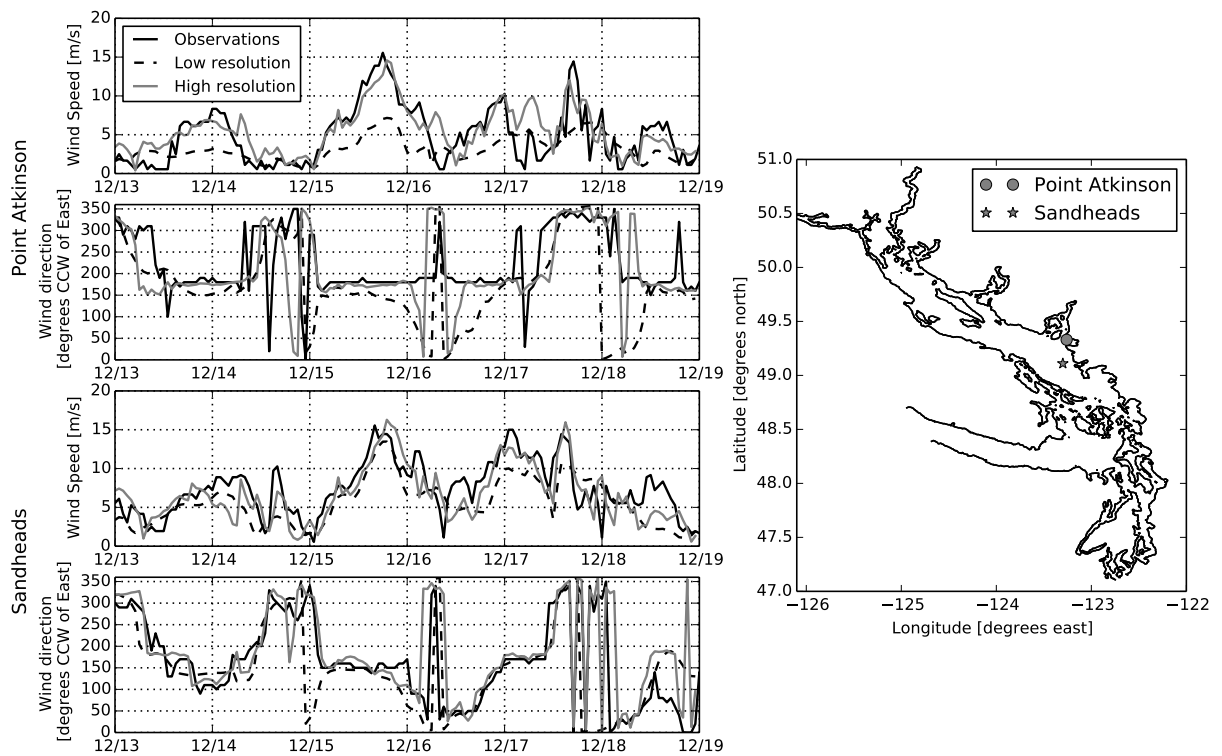 Point Atkinson
Wind Speed [m/s]
20
15
10
5
0
Observations
Low resolution
High resolution
12/13 12/14 12/15 12/16 12/17 12/18 12/19
Wind direction
[degrees CCW of East]
350
300
250
200
150
100
50
0
12/13 12/14 12/15 12/16 12/17 12/18 12/19
Sandheads
Wind Speed [m/s]
20
15
10
5
0
12/13 12/14 12/15 12/16 12/17 12/18 12/19
Wind direction
[degrees CCW of East]
350
300
250
200
150
100
50
0
12/13 12/14 12/15 12/16 12/17 12/18 12/19
Latitude [degrees north]
51.0
50.5
50.0
49.5
49.0
48.5
48.0
47.5
47.0
Point Atkinson
Sandheads
−126 −125 −124 −123 −122
Longitude [degrees east]